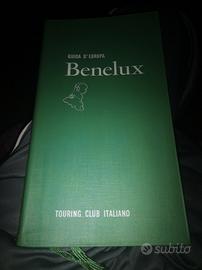 GUIDA D'EUROPA
Benelux
TOURING CLUB ITALIANO
subito